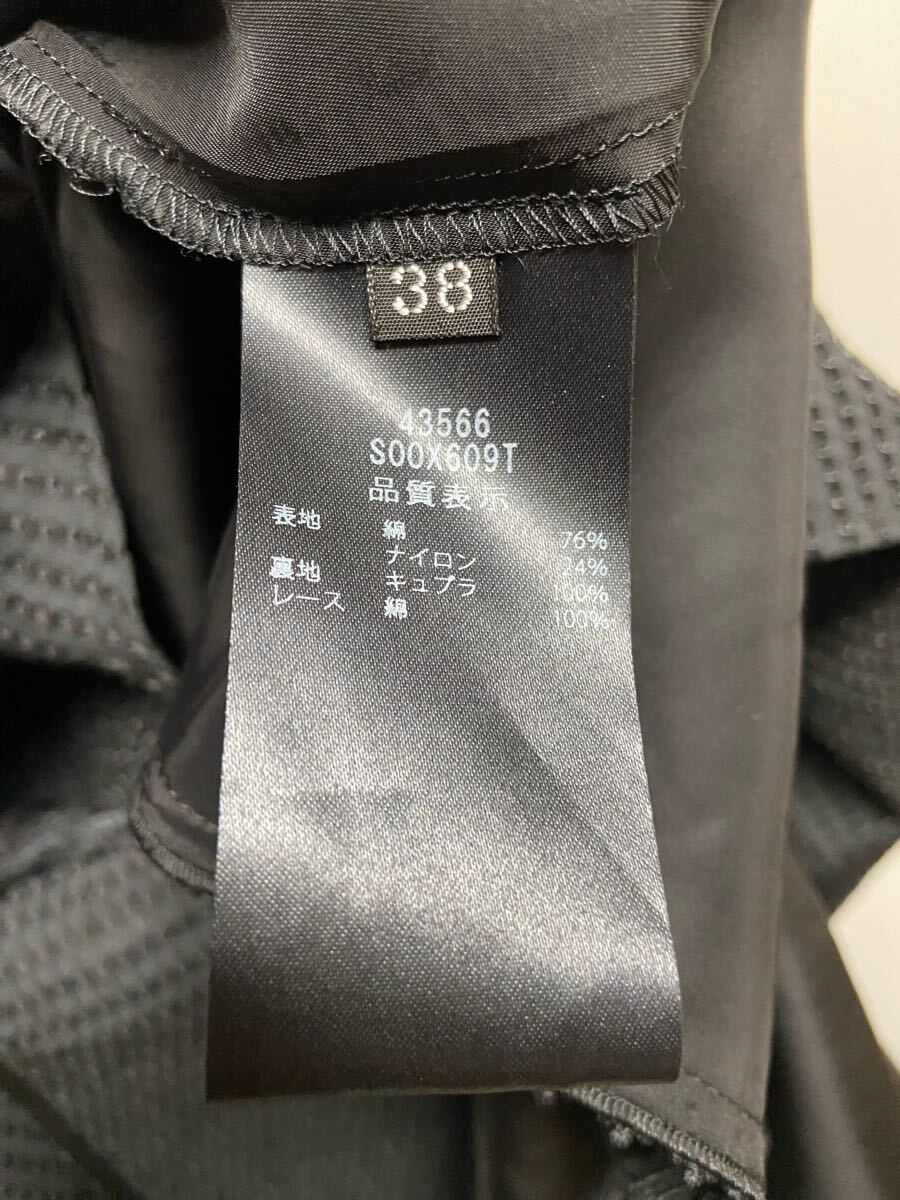 38
43566
S00X609T
品質表示
表地 綿 76%
ナイロン 24%
裏地 キュプラ 100%
レース 綿 100%